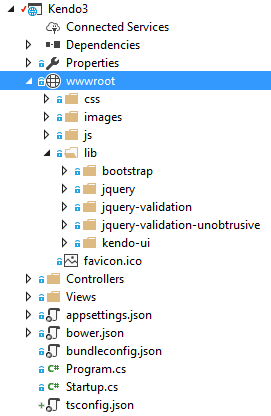 Kendo3
Connected Services
Dependencies
Properties
wwwroot
css
images
js
lib
bootstrap
jquery
jquery-validation
jquery-validation-unobtrusive
kendo-ui
favicon.ico
Controllers
Views
appsettings.json
bower.json
bundleconfig.json
C# Program.cs
C# Startup.cs
tsconfig.json